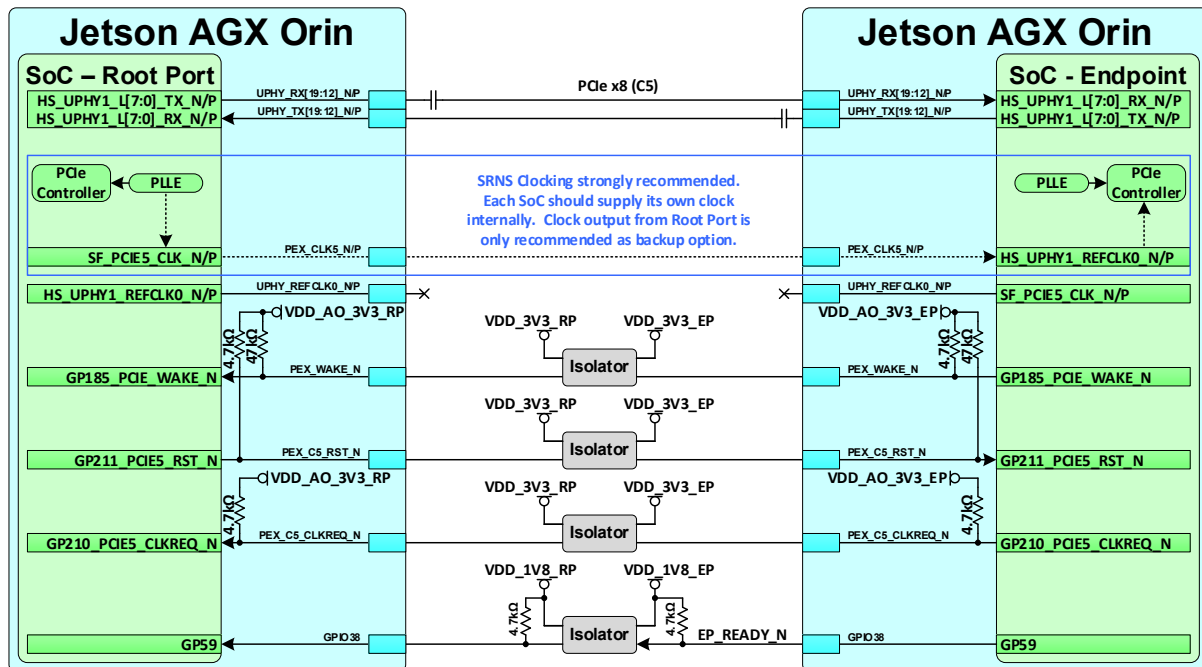 Jetson AGX Orin
Jetson AGX Orin
SoC – Root Port
SoC - Endpoint
HS_UPHY1_L[7:0]_TX_N/P
UPHY_RX[19:12]_N/P
PCIe x8 (C5)
UPHY_RX[19:12]_N/P
HS_UPHY1_L[7:0]_RX_N/P
HS_UPHY1_L[7:0]_RX_N/P
UPHY_TX[19:12]_N/P
UPHY_TX[19:12]_N/P
HS_UPHY1_L[7:0]_TX_N/P
PCIe
Controller
PLLE
SRNS Clocking strongly recommended.
Each SoC should supply its own clock
internally. Clock output from Root Port is
only recommended as backup option.
PLLE
PCIe
Controller
SF_PCIE5_CLK_N/P
PEX_CLK5_N/P
PEX_CLK5_N/P
HS_UPHY1_REFCLK0_N/P
HS_UPHY1_REFCLK0_N/P
UPHY_REFCLK0_N/P
UPHY_REFCLK0_N/P
SF_PCIE5_CLK_N/P
VDD_AO_3V3_RP
4.7kΩ
47kΩ
VDD_3V3_RP
VDD_3V3_EP
VDD_AO_3V3_EP
4.7kΩ
47kΩ
GP185_PCIE_WAKE_N
PEX_WAKE_N
Isolator
PEX_WAKE_N
GP185_PCIE_WAKE_N
VDD_3V3_RP
VDD_3V3_EP
GP211_PCIE5_RST_N
PEX_C5_RST_N
Isolator
PEX_C5_RST_N
GP211_PCIE5_RST_N
VDD_AO_3V3_RP
4.7kΩ
VDD_3V3_RP
VDD_3V3_EP
VDD_AO_3V3_EP
4.7kΩ
GP210_PCIE5_CLKREQ_N
PEX_C5_CLKREQ_N
Isolator
PEX_C5_CLKREQ_N
GP210_PCIE5_CLKREQ_N
VDD_1V8_RP
VDD_1V8_EP
4.7kΩ
4.7kΩ
GP59
GPIO38
Isolator
EP_READY_N
GPIO38
GP59